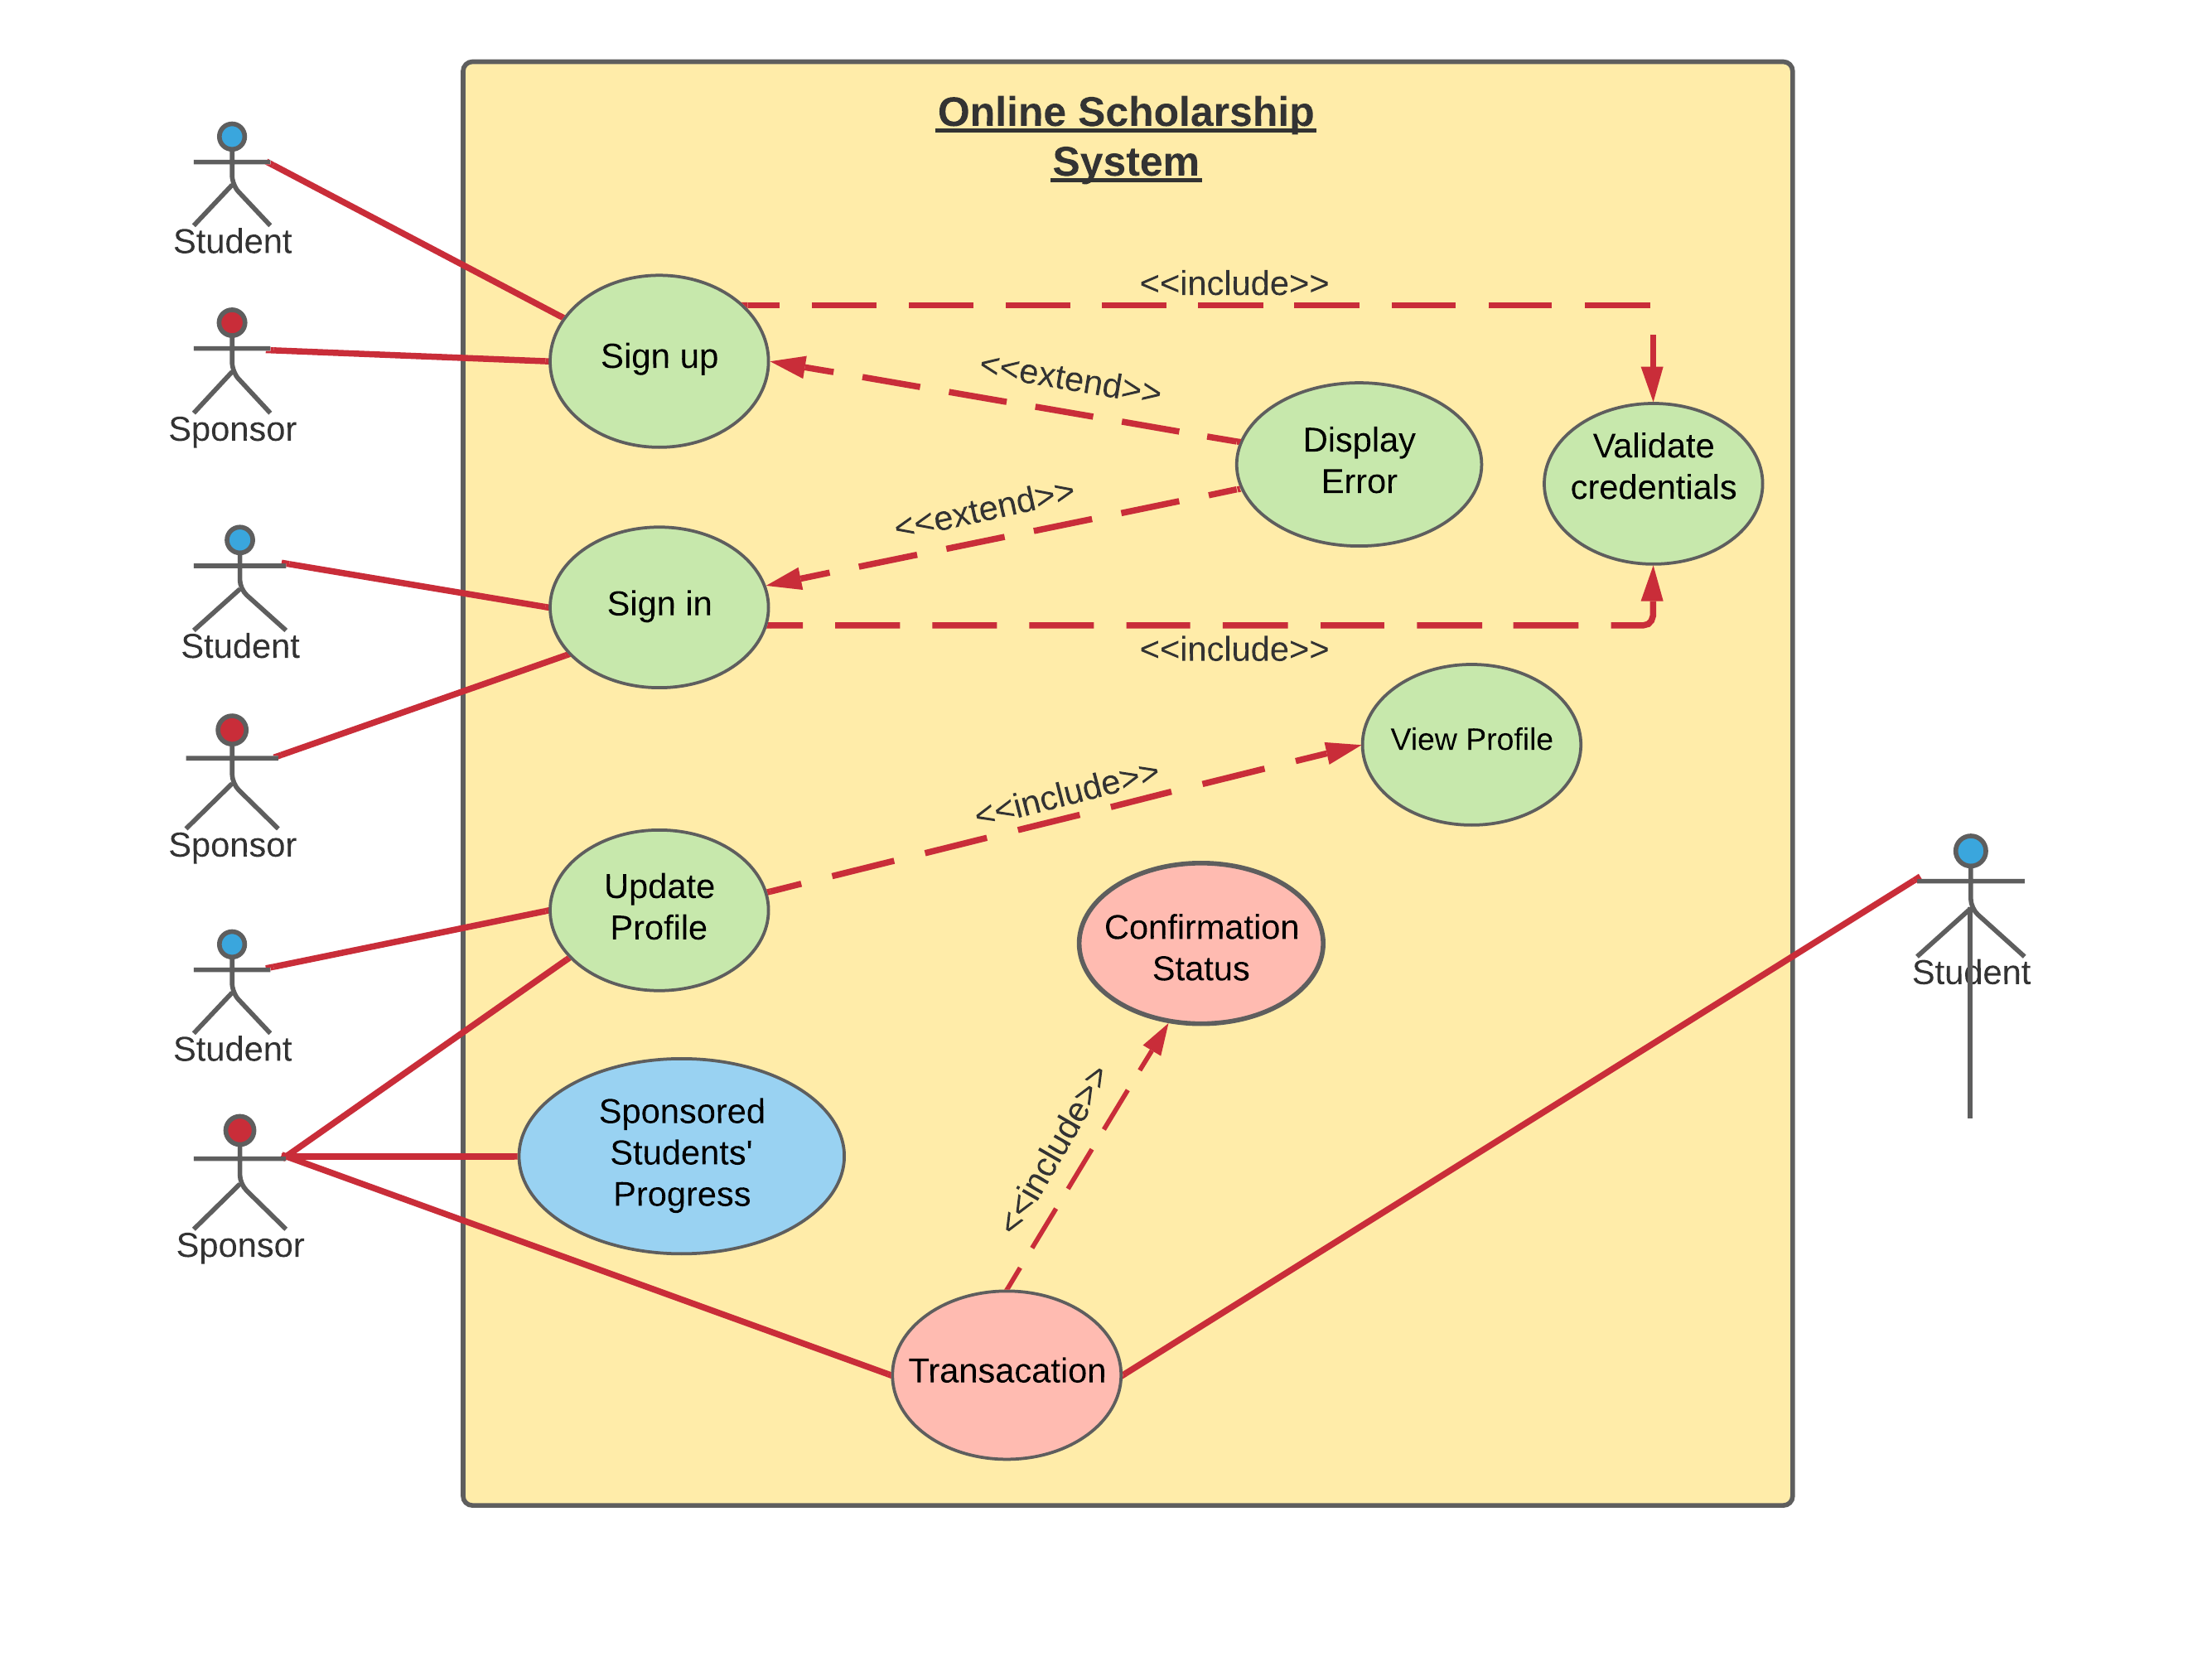 Online Scholarship
System
Student
<<include>>
Sponsor
Sign up
<<extend>>
Display
Error
Validate
credentials
<<extend>>
Student
Sign in
<<include>>
Sponsor
View Profile
<<include>>
Update
Profile
Confirmation
Status
Student
Student
Sponsored
Students'
Progress
<<include>>
Sponsor
Transacation